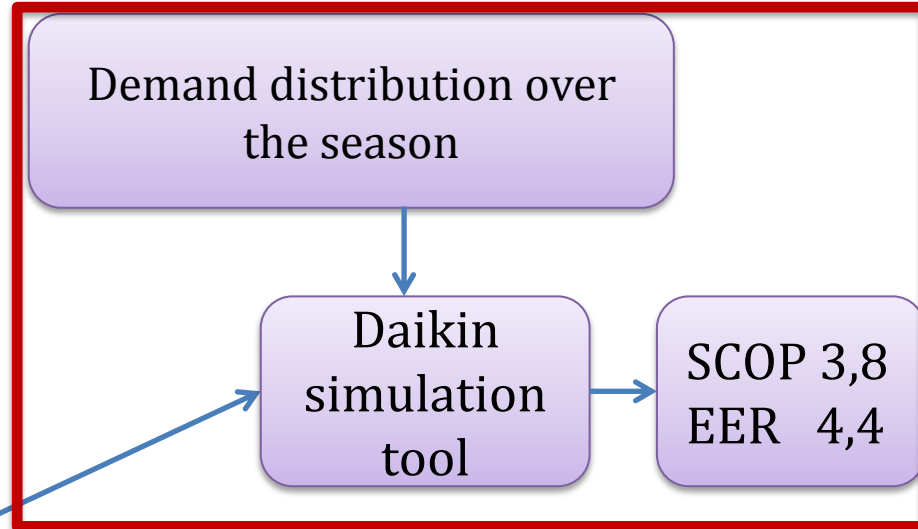 Demand distribution over
the season
Daikin
simulation
tool
SCOP 3,8
EER 4,4